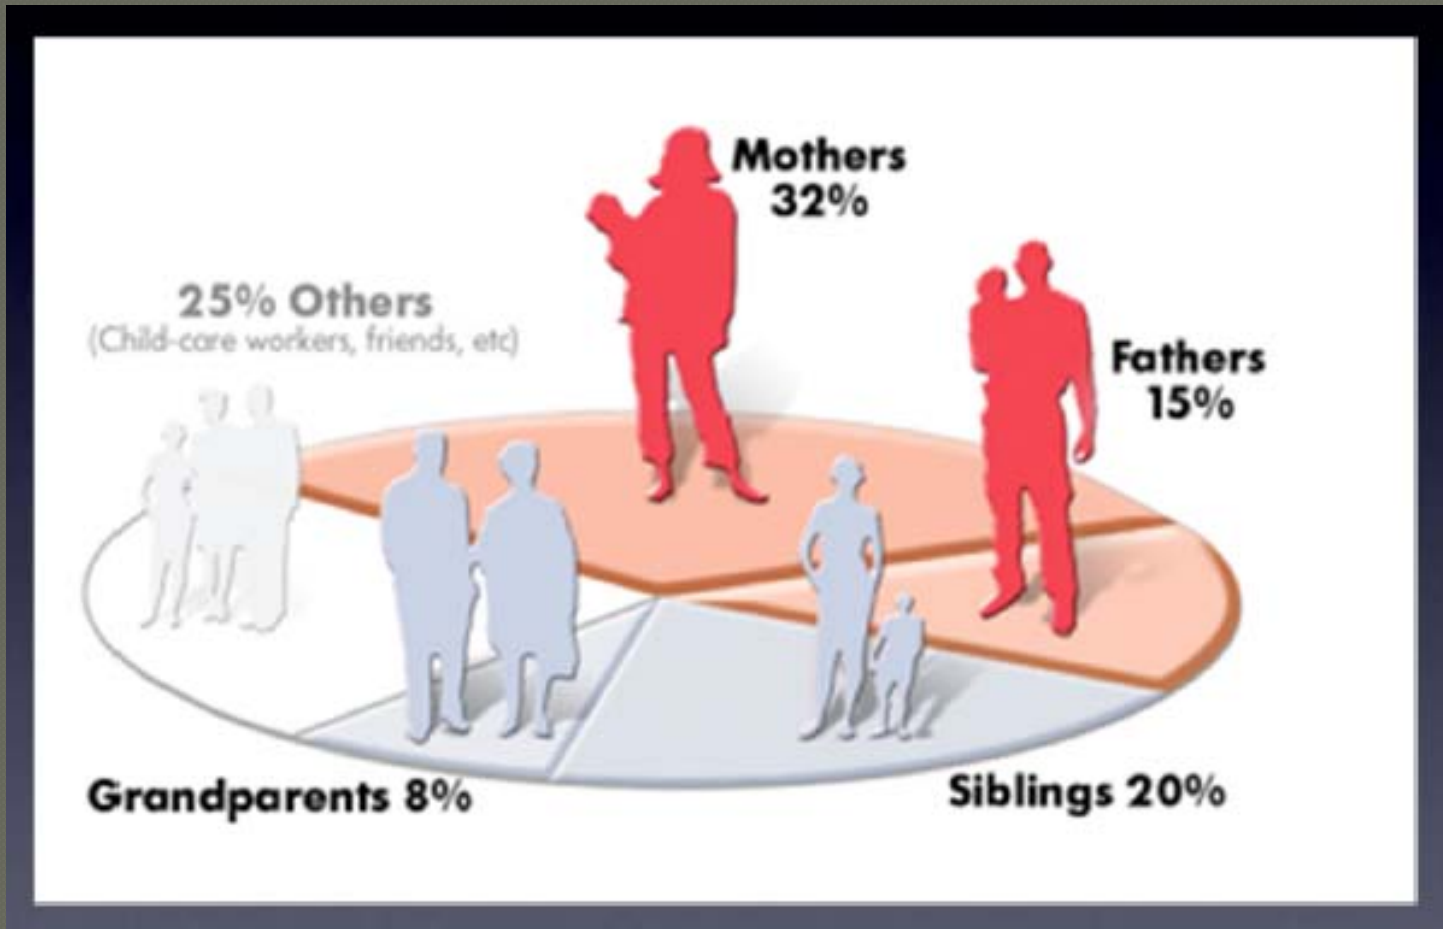 Mothers
32%
25% Others
(Child-care workers, friends, etc)
Fathers
15%
Grandparents 8%
Siblings 20%